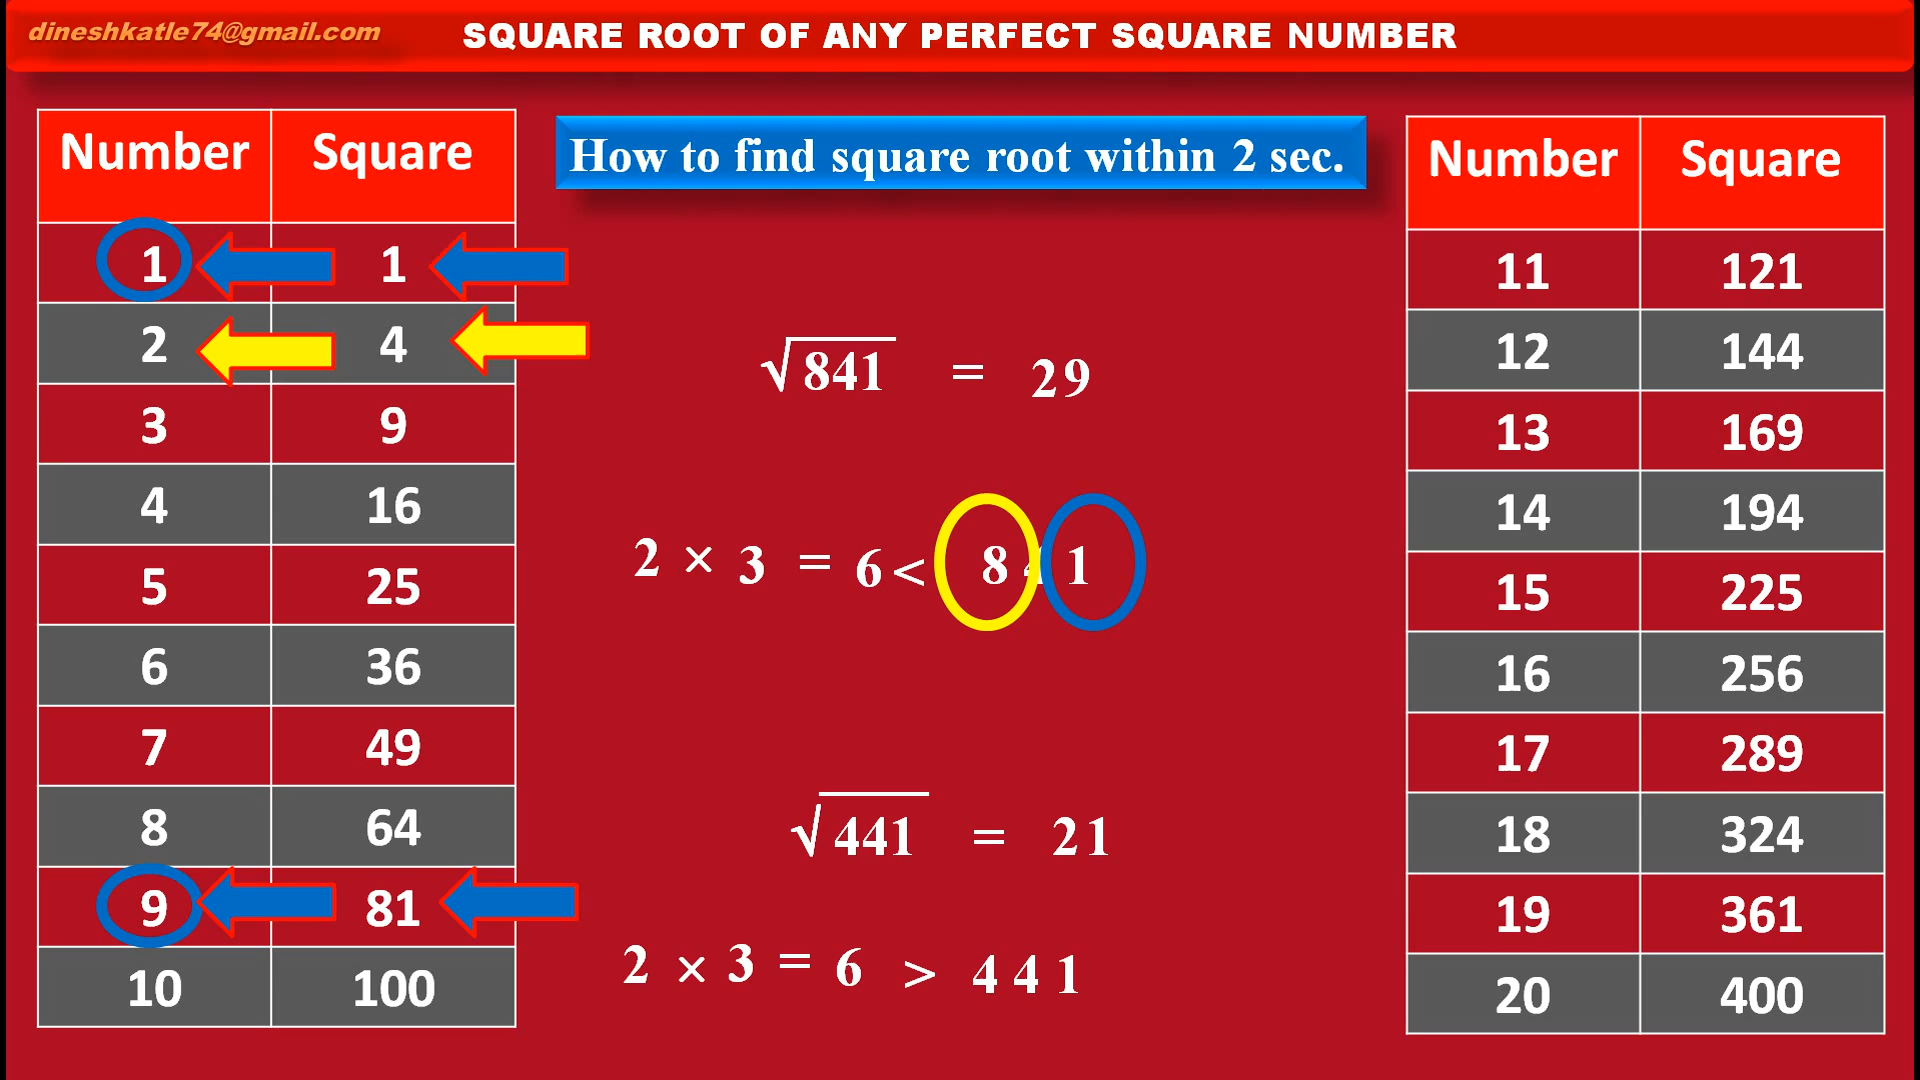 dineshkatle74@gmail.com
SQUARE ROOT OF ANY PERFECT SQUARE NUMBER
Number Square
1 1
2 4
3 9
4 16
5 25
6 36
7 49
8 64
9 81
10 100
How to find square root within 2 sec.
√841 = 29
2 × 3 = 6 < 8 4 1
√441 = 21
2 × 3 = 6 > 4 4 1
Number Square
11 121
12 144
13 169
14 194
15 225
16 256
17 289
18 324
19 361
20 400